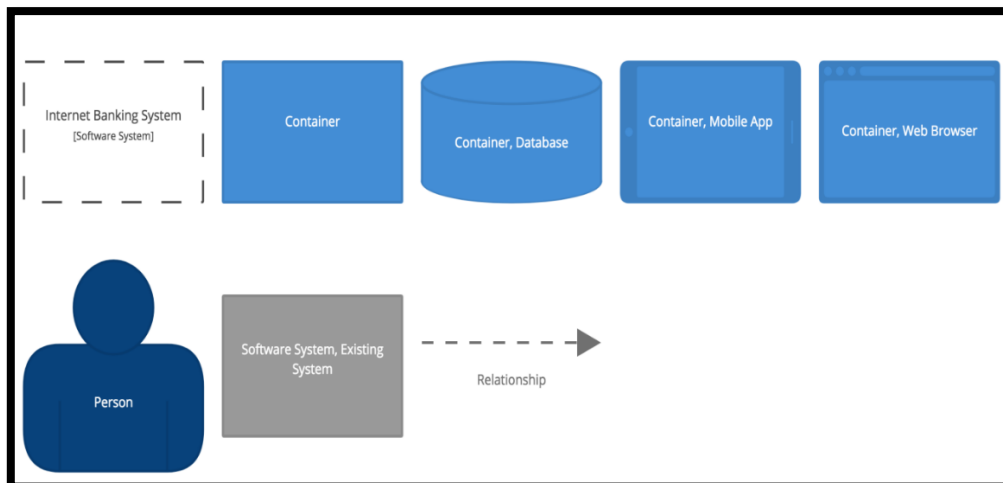 Internet Banking System
[Software System]
Container
Container, Database
Container, Mobile App
Container, Web Browser
Person
Software System, Existing
System
Relationship